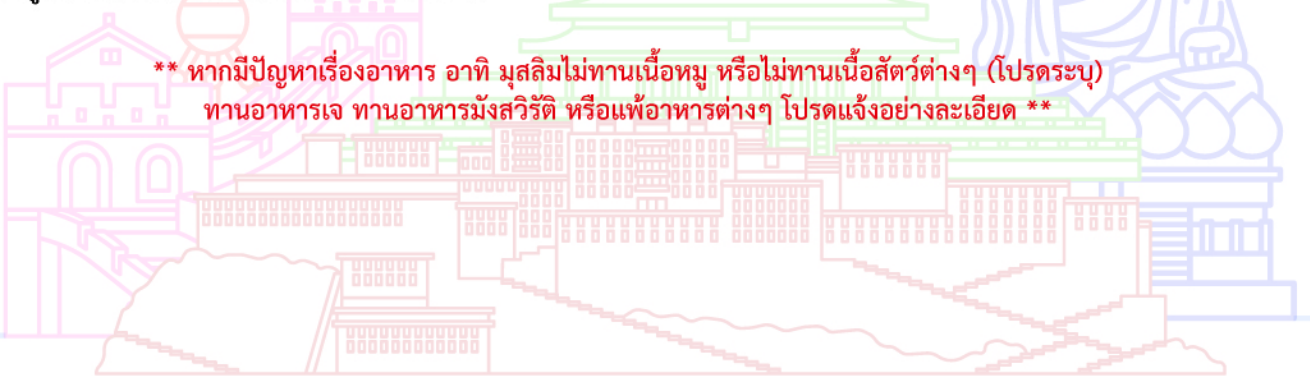 ** หากมีปัญหาเรื่องอาหาร อาทิ มุสลิมไม่ทานเนื้อหมู หรือไม่ทานเนื้อสัตว์ต่างๆ (โปรดระบุ)
ทานอาหารเจ ทานอาหารมังสวิรัติ หรือแพ้อาหารต่างๆ โปรดแจ้งอย่างละเอียด **